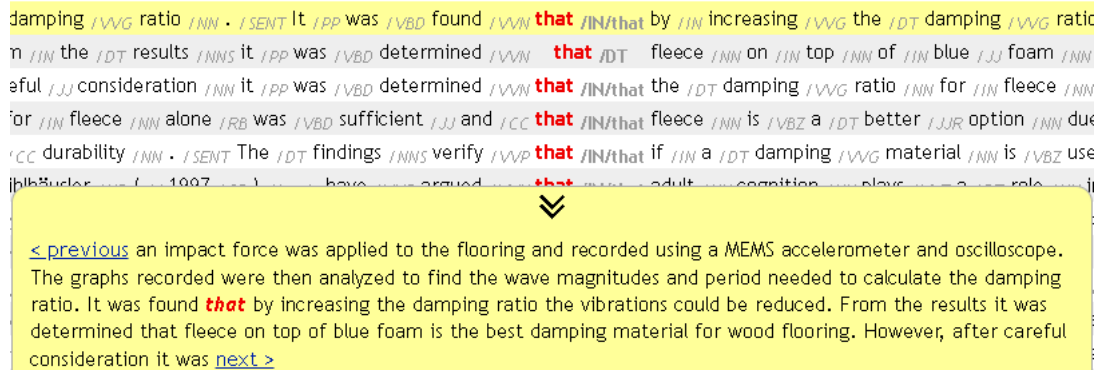 damping /VVG ratio /NN . /SENT It /PP was /VBD found /VVN that /IN/that by /IN increasing /VVG the /DT damping /VVG ratio
m /IN the /DT results /NNS it /PP was /VBD determined /VVN that /DT fleece /NN on /IN top /NN of /IN blue /JJ foam /NN
eful /JJ consideration /NN it /PP was /VBD determined /VVN that /IN/that the /DT damping /VVG ratio /NN for /IN fleece /NN
for /IN fleece /NN alone /RB was /VBD sufficient /JJ and /CC that /IN/that fleece /NN is /VBZ a /DT better /JJR option /NN due
/CC durability /NN . /SENT The /DT findings /NNS verify /VVP that /IN/that if /IN a /DT damping /VVG material /NN is /VBZ use
( 1997 ) have argued that adult cognition plays a role
< previous an impact force was applied to the flooring and recorded using a MEMS accelerometer and oscilloscope.
The graphs recorded were then analyzed to find the wave magnitudes and period needed to calculate the damping
ratio. It was found that by increasing the damping ratio the vibrations could be reduced. From the results it was
determined that fleece on top of blue foam is the best damping material for wood flooring. However, after careful
consideration it was next >